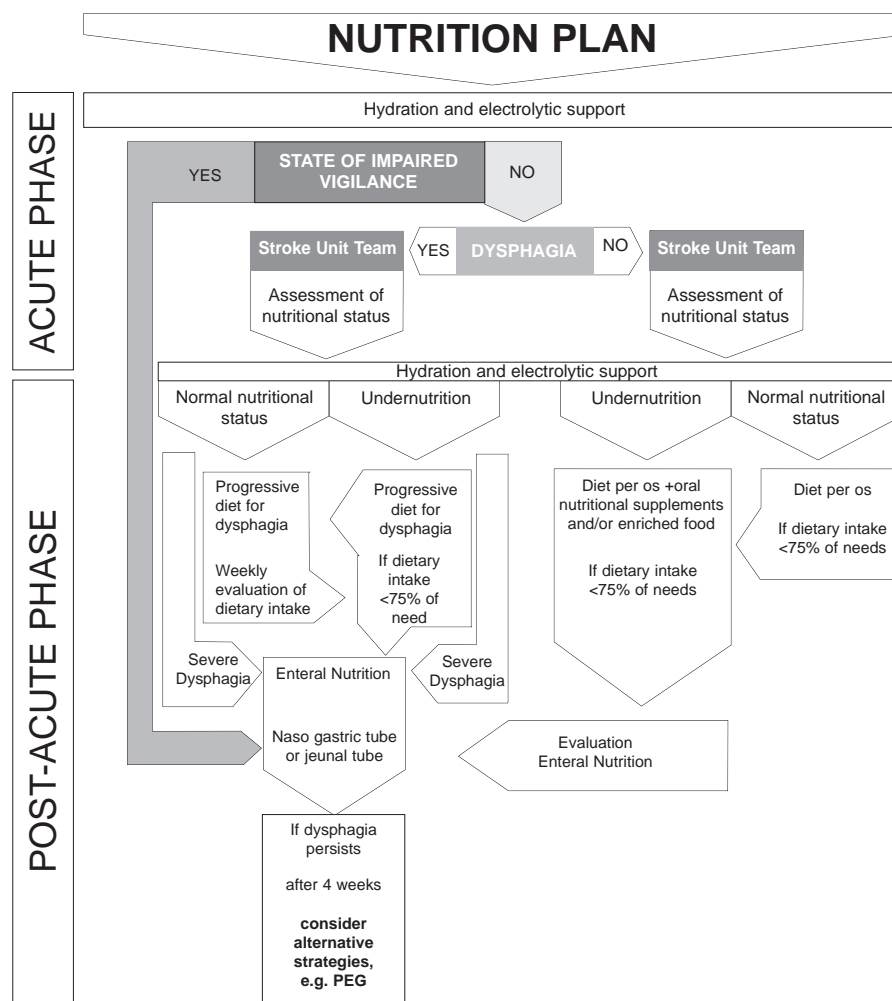 NUTRITION PLAN
ACUTE PHASE
Hydration and electrolytic support
YES
STATE OF IMPAIRED
VIGILANCE
NO
Stroke Unit Team
YES
DYSPHAGIA
NO
Stroke Unit Team
Assessment of
nutritional status
Assessment of
nutritional status
POST-ACUTE PHASE
Hydration and electrolytic support
Normal nutritional
status
Undernutrition
Undernutrition
Normal nutritional
status
Progressive
diet for
dysphagia
Weekly
evaluation of
dietary intake
Progressive
diet for
dysphagia
If dietary
intake
<75% of
need
Diet per os +oral
nutritional supplements
and/or enriched food
If dietary intake
<75% of needs
Diet per os
If dietary intake
<75% of needs
Severe
Dysphagia
Enteral Nutrition
Naso gastric tube
or jeunal tube
Severe
Dysphagia
Evaluation
Enteral Nutrition
If dysphagia
persists
after 4 weeks
consider
alternative
strategies,
e.g. PEG